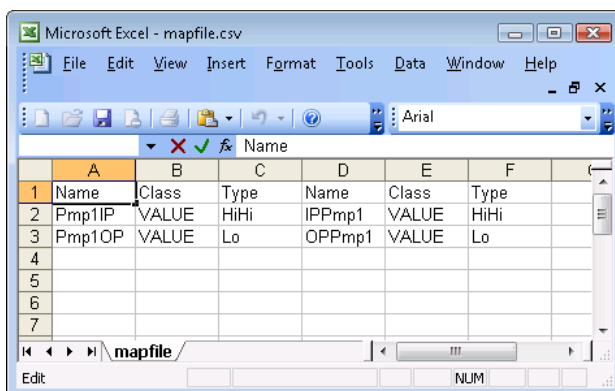 Microsoft Excel - mapfile.csv
File Edit View Insert Format Tools Data Window Help
Arial
fx Name
A B C D E F
1 Name Class Type Name Class Type
2 Pmp1IP VALUE HiHi IPPmp1 VALUE HiHi
3 Pmp1OP VALUE Lo OPPmp1 VALUE Lo
4
5
6
7
mapfile
Edit NUM